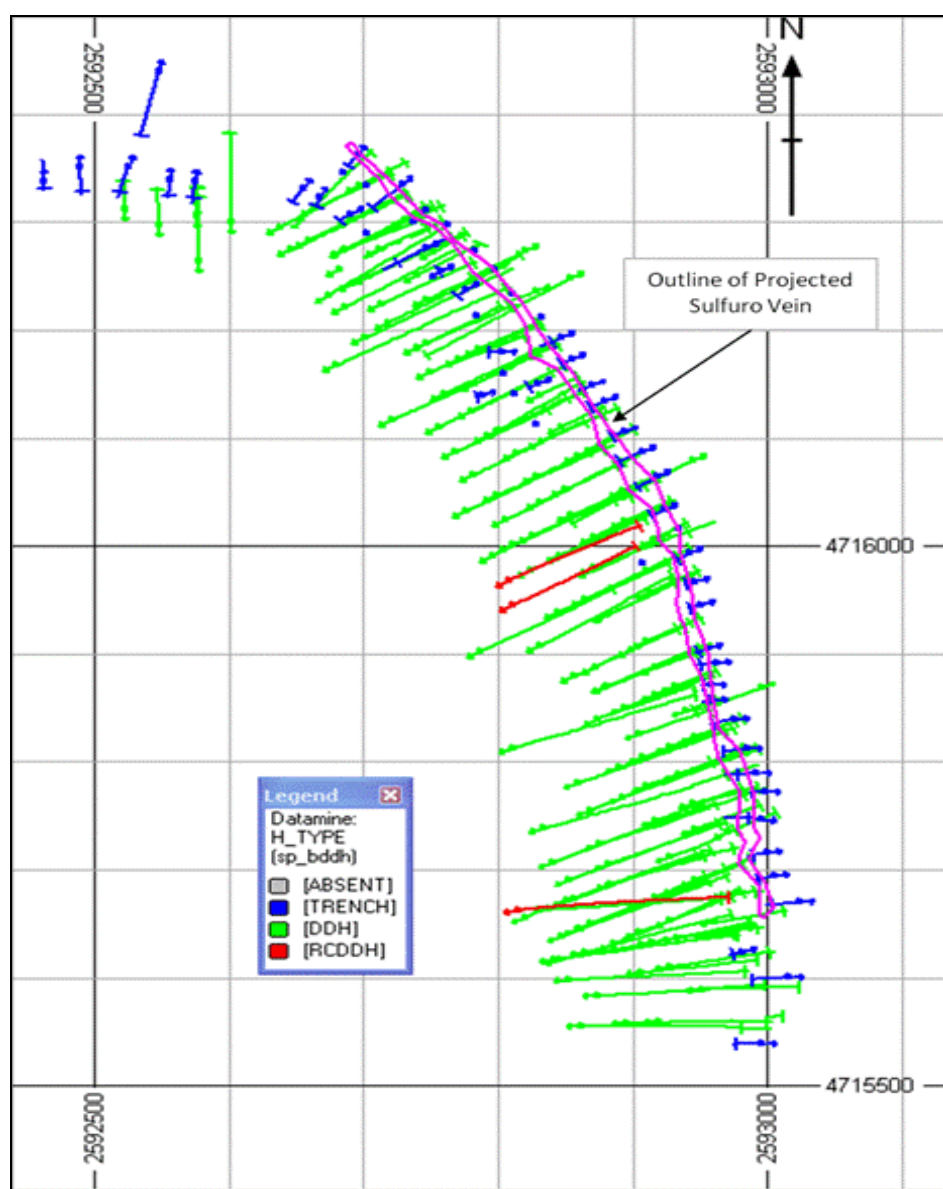 2592500
2593000
N
Outline of Projected
Sulfuro Vein
4716000
Legend
Datamine:
H_TYPE
(sp_bddh)
[ABSENT]
[TRENCH]
[DDH]
[RCDDH]
4715500
2592500
2593000